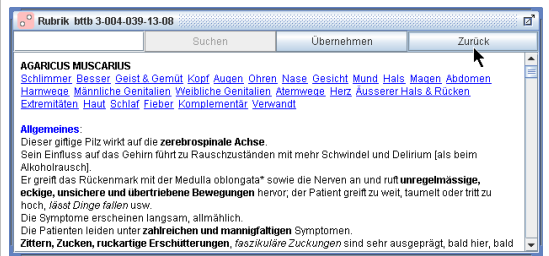 Rubrik bttb 3-004-039-13-08
Suchen Übernehmen Zurück
AGARICUS MUSCARIUS
Schlimmer Besser Geist & Gemüt Kopf Augen Ohren Nase Gesicht Mund Hals Magen Abdomen
Harnwege Männliche Genitalien Weibliche Genitalien Atemwege Herz Äusserer Hals & Rücken
Extremitäten Haut Schlaf Fieber Komplementär Verwandt
Allgemeines:
Dieser giftige Pilz wirkt auf die zerebrospinale Achse.
Sein Einfluss auf das Gehirn führt zu Rauschzuständen mit mehr Schwindel und Delirium [als beim
Alkoholrausch].
Er greift das Rückenmark mit der Medulla oblongata* sowie die Nerven an und ruft unregelmässige,
eckige, unsichere und übertriebene Bewegungen hervor; der Patient greift zu weit, taumelt oder tritt zu
hoch, lässt Dinge fallen usw.
Die Symptome erscheinen langsam, allmählich.
Die Patienten leiden unter zahlreichen und mannigfaltigen Symptomen.
Zittern, Zucken, ruckartige Erschütterungen, faszikuläre Zuckungen sind sehr ausgeprägt, bald hier, bald